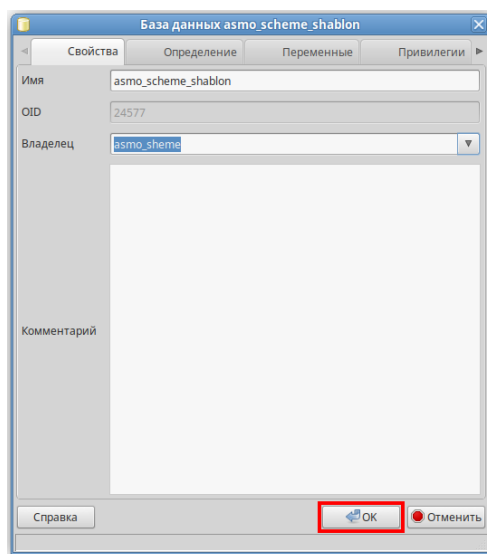 База данных asmo_scheme_shablon
Свойства Определение Переменные Привилегии
Имя asmo_scheme_shablon
OID 24577
Владелец asmo_sheme
Комментарий
Справка OK Отменить